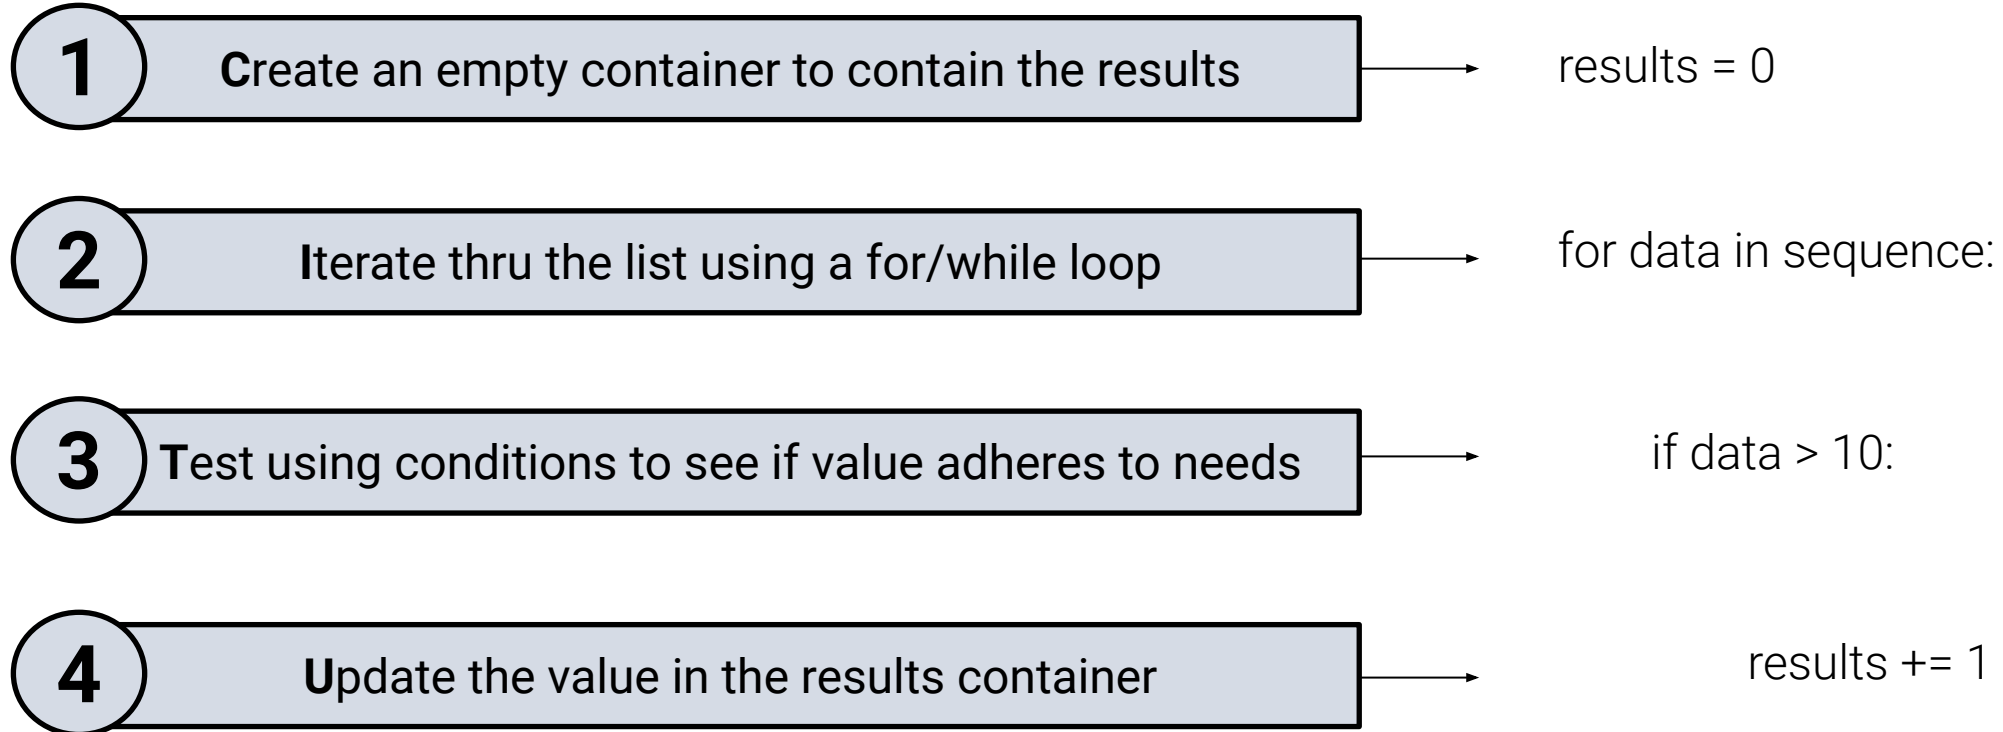 1
Create an empty container to contain the results
results = 0
2
Iterate thru the list using a for/while loop
for data in sequence:
3
Test using conditions to see if value adheres to needs
if data > 10:
4
Update the value in the results container
results += 1